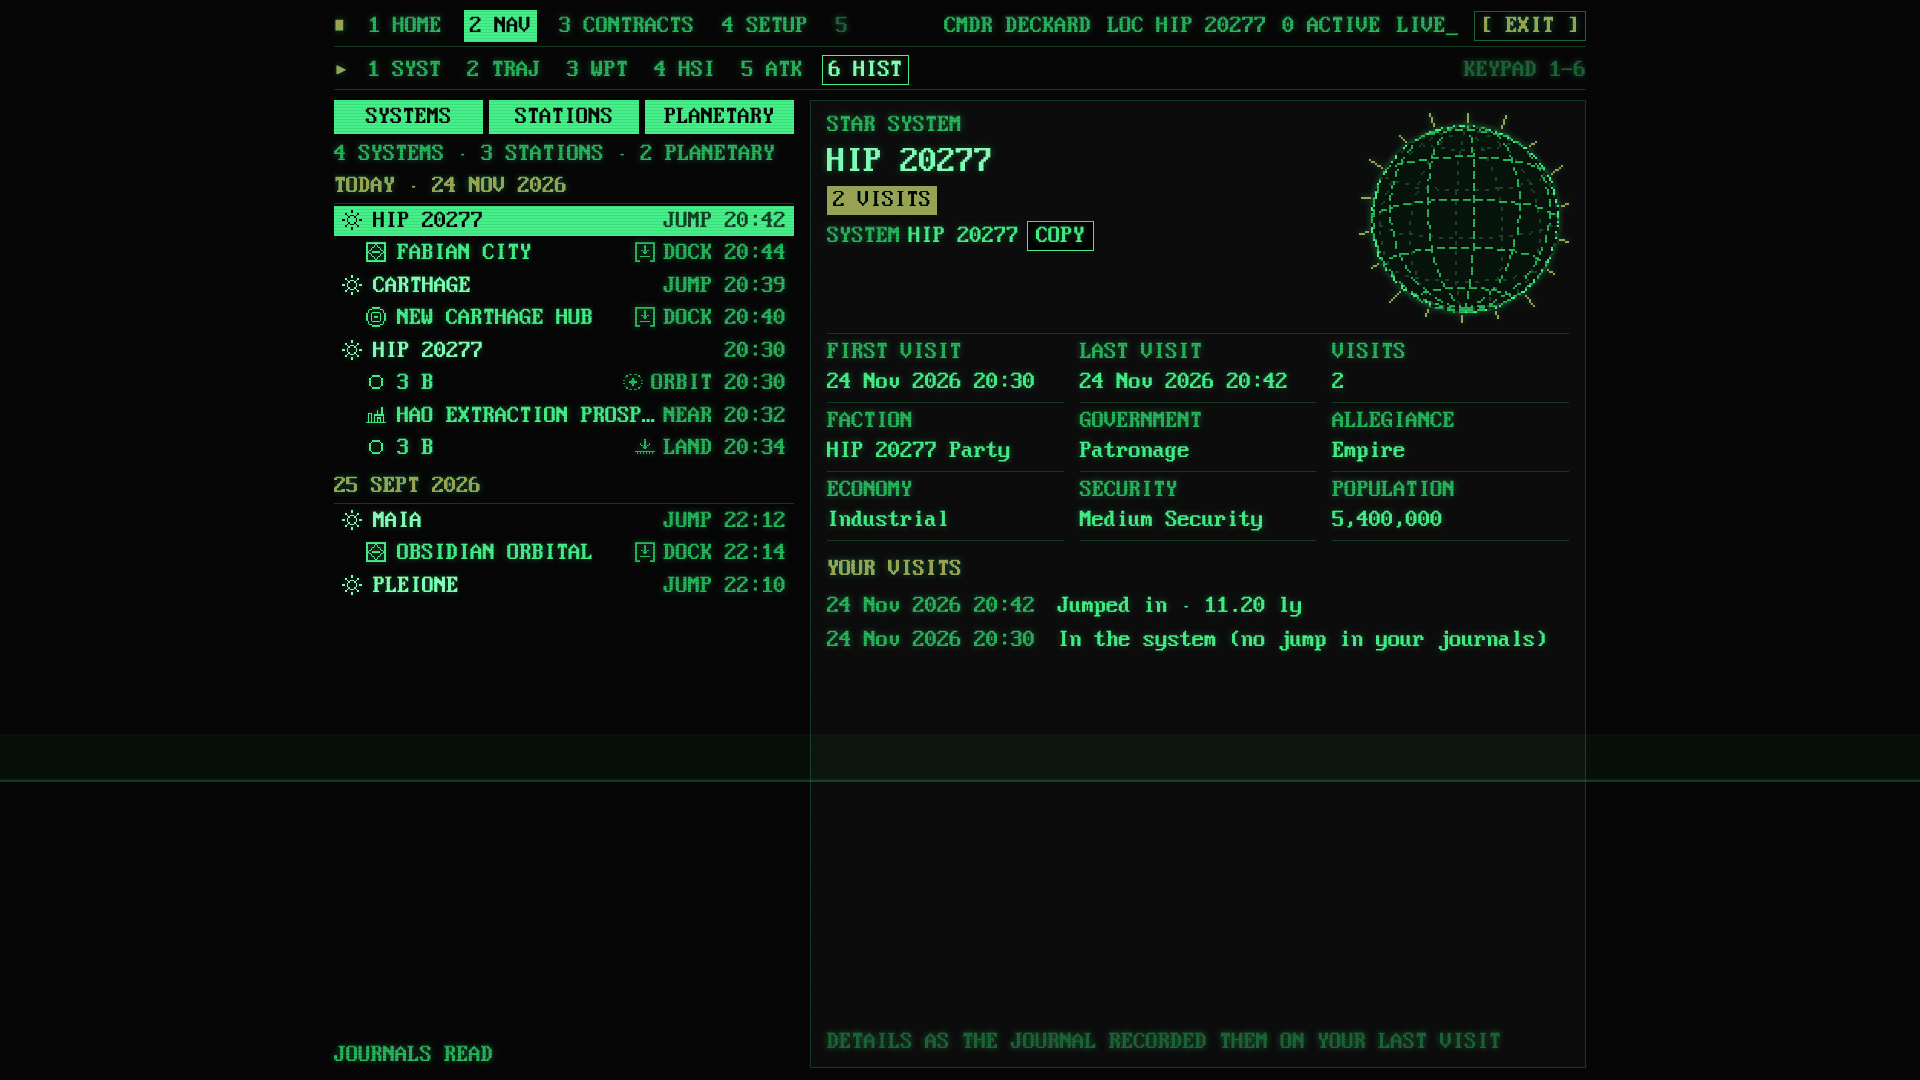 1 HOME 2 NAV 3 CONTRACTS 4 SETUP 5 CMDR DECKARD LOC HIP 20277 0 ACTIVE LIVE_ [ EXIT ]
1 SYST 2 TRAJ 3 WPT 4 HSI 5 ATK 6 HIST KEYPAD 1-6
SYSTEMS STATIONS PLANETARY
4 SYSTEMS · 3 STATIONS · 2 PLANETARY
TODAY · 24 NOV 2026
HIP 20277 JUMP 20:42
FABIAN CITY DOCK 20:44
CARTHAGE JUMP 20:39
NEW CARTHAGE HUB DOCK 20:40
HIP 20277 20:30
3 B ORBIT 20:30
HAO EXTRACTION PROSP… NEAR 20:32
3 B LAND 20:34
25 SEPT 2026
MAIA JUMP 22:12
OBSIDIAN ORBITAL DOCK 22:14
PLEIONE JUMP 22:10
JOURNALS READ
STAR SYSTEM
HIP 20277
2 VISITS
SYSTEM HIP 20277 COPY
FIRST VISIT LAST VISIT VISITS
24 Nov 2026 20:30 24 Nov 2026 20:42 2
FACTION GOVERNMENT ALLEGIANCE
HIP 20277 Party Patronage Empire
ECONOMY SECURITY POPULATION
Industrial Medium Security 5,400,000
YOUR VISITS
24 Nov 2026 20:42 Jumped in · 11.20 ly
24 Nov 2026 20:30 In the system (no jump in your journals)
DETAILS AS THE JOURNAL RECORDED THEM ON YOUR LAST VISIT